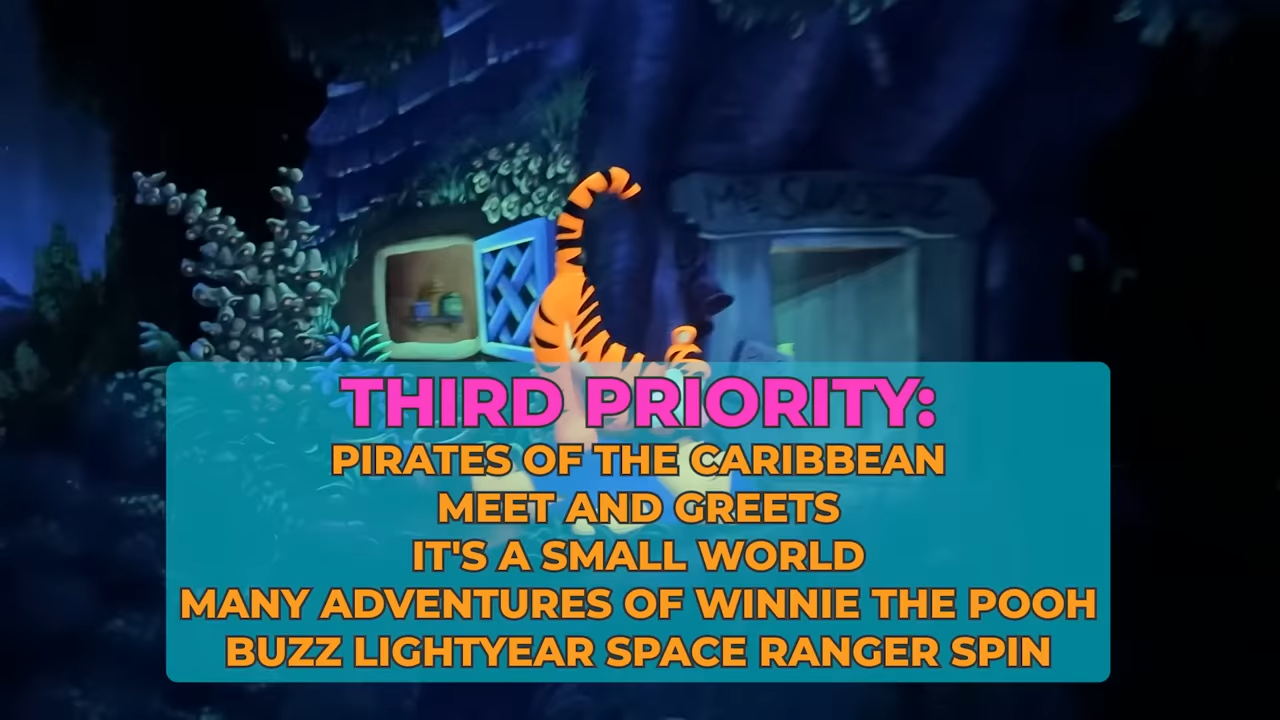 THIRD PRIORITY:
PIRATES OF THE CARIBBEAN
MEET AND GREETS
IT'S A SMALL WORLD
MANY ADVENTURES OF WINNIE THE POOH
BUZZ LIGHTYEAR SPACE RANGER SPIN